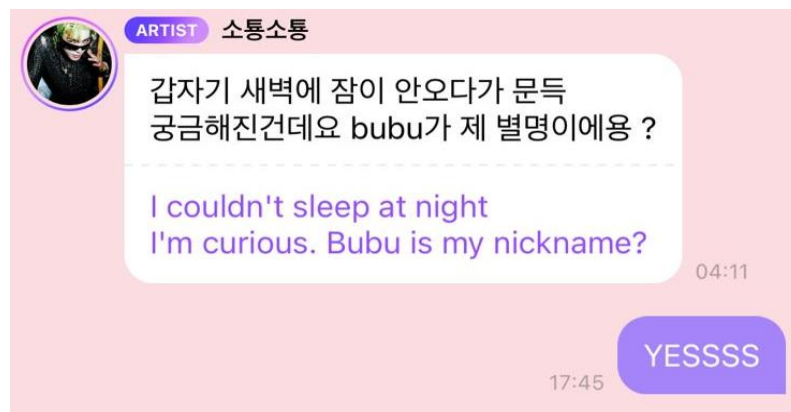 ARTIST 소통소통
갑자기 새벽에 잠이 안오다가 문득
궁금해진건데요 bubu가 제 별명이에용 ?
I couldn't sleep at night
I'm curious. Bubu is my nickname?
04:11
YESSSS
17:45